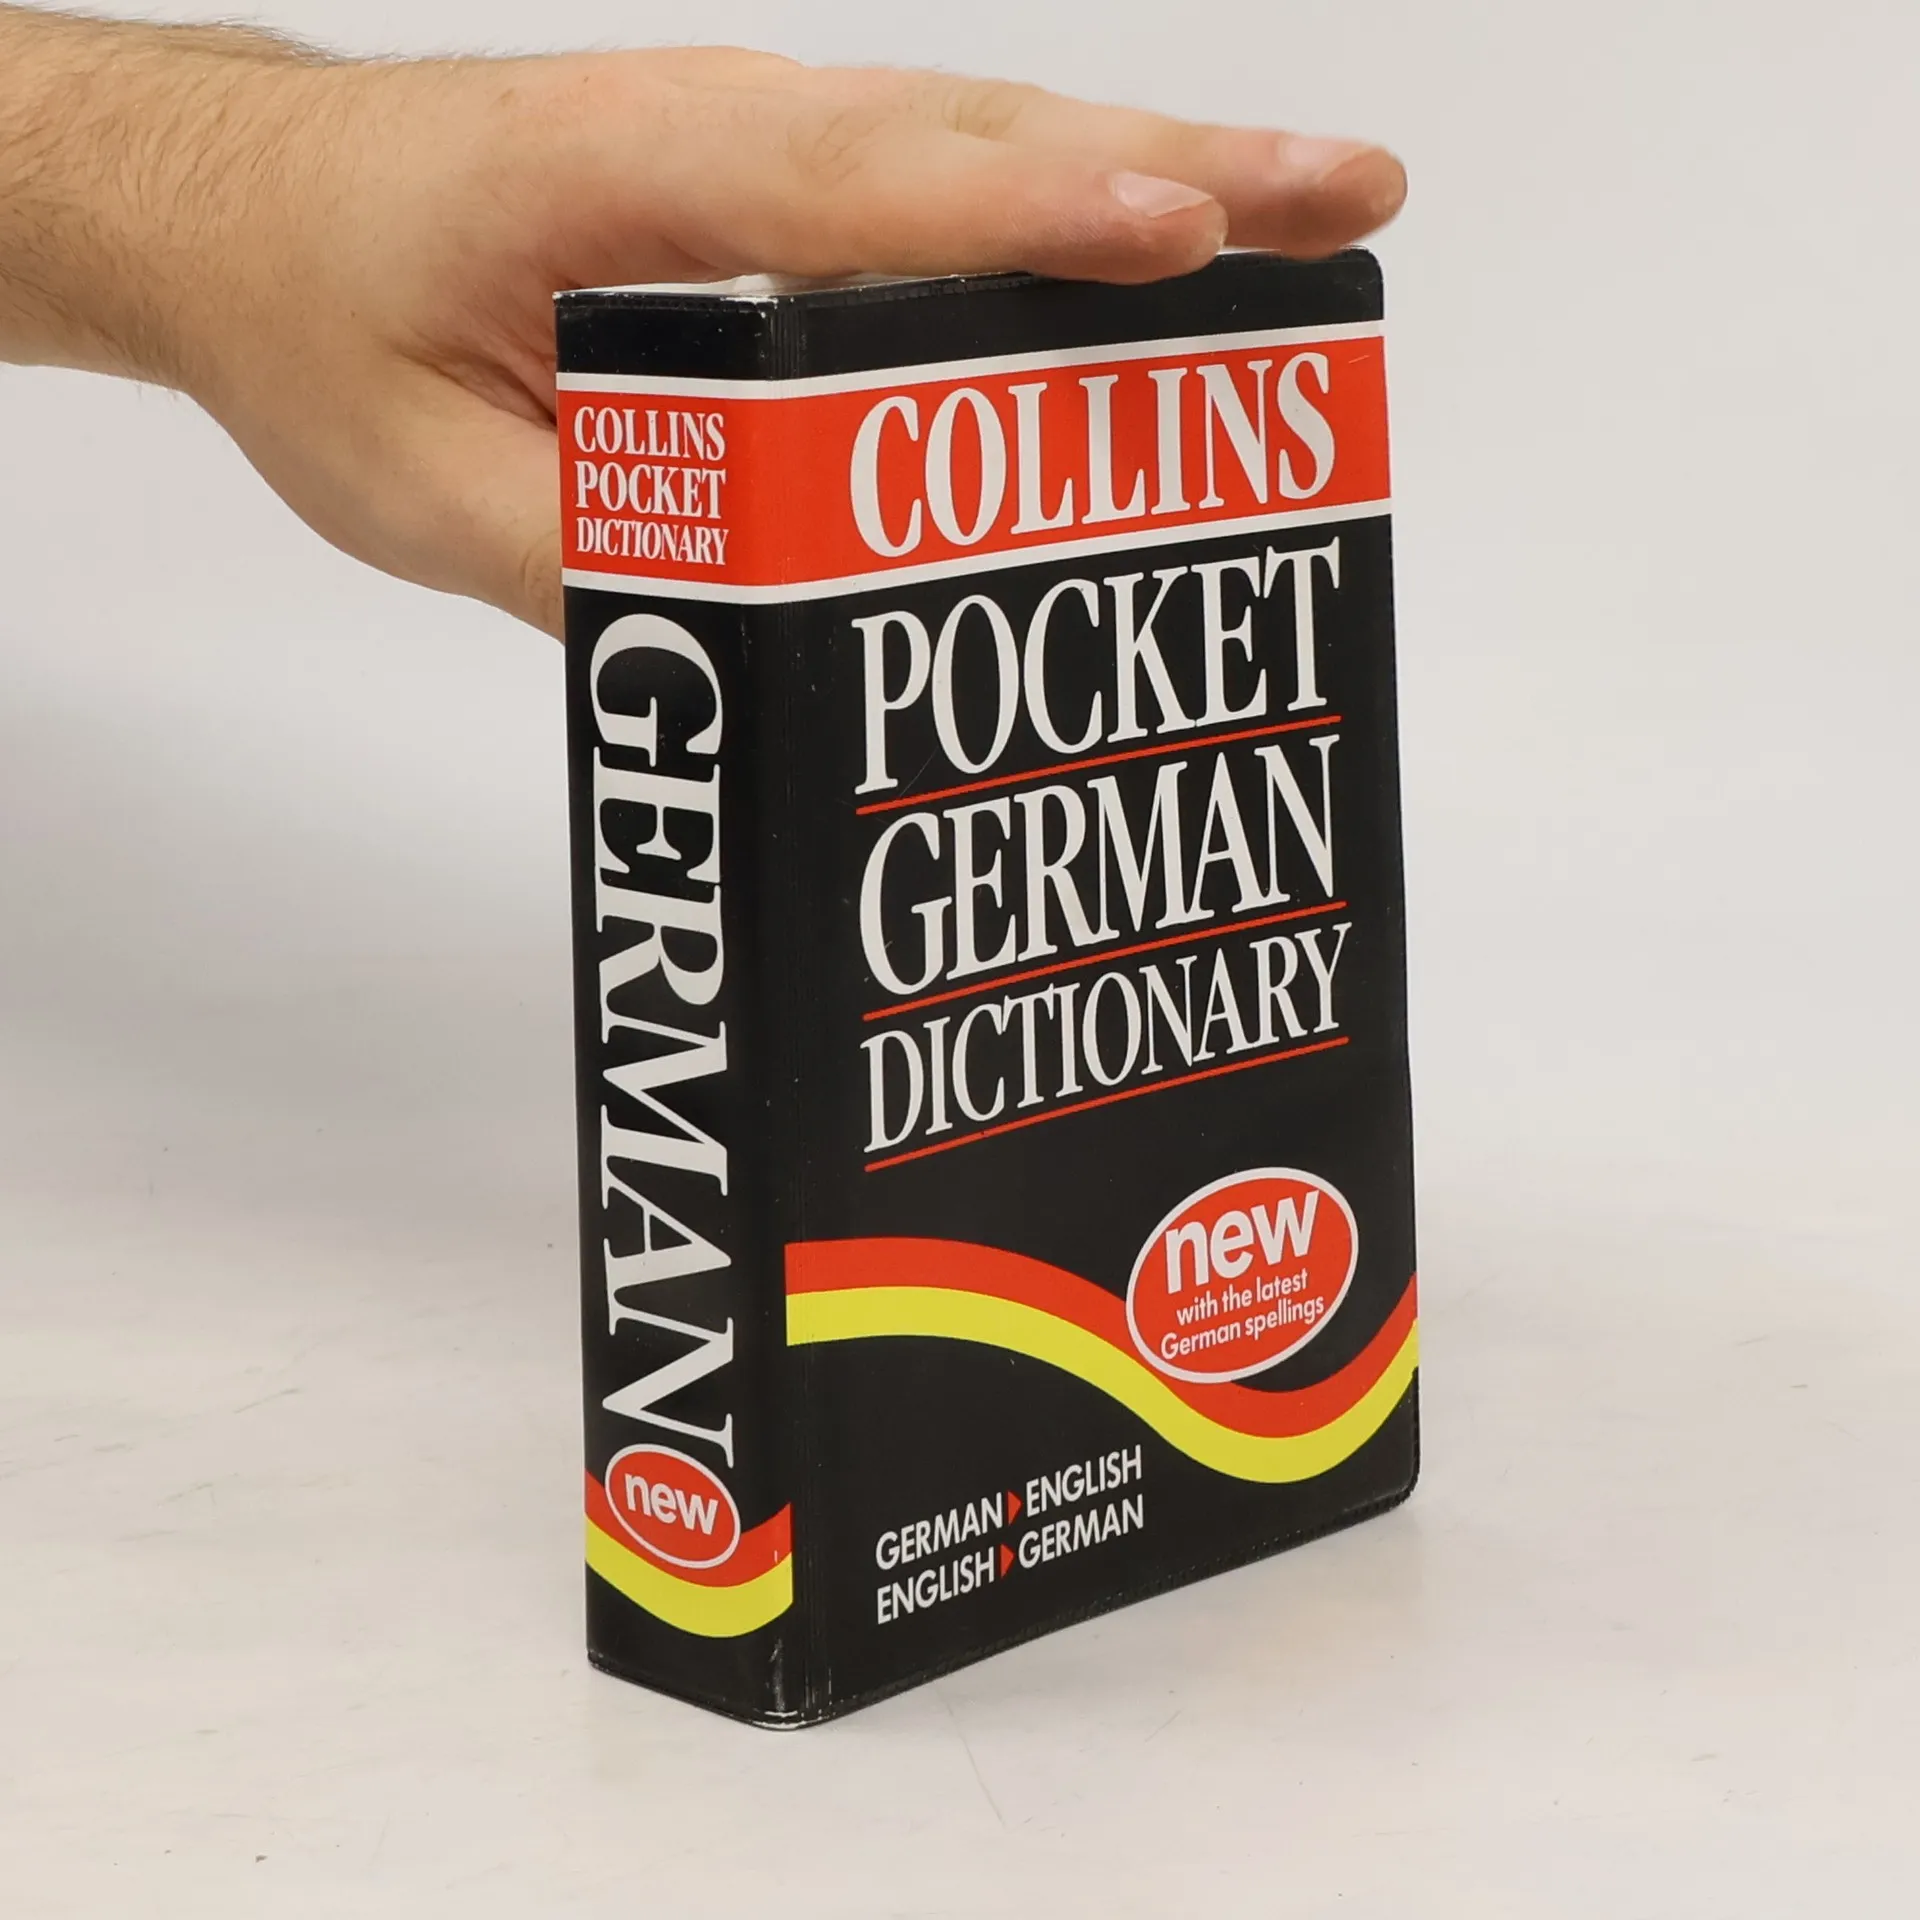 COLLINS
POCKET
DICTIONARY
GERMAN
new
COLLINS
POCKET
GERMAN
DICTIONARY
new
with the latest
German spellings
GERMAN ENGLISH
ENGLISH GERMAN